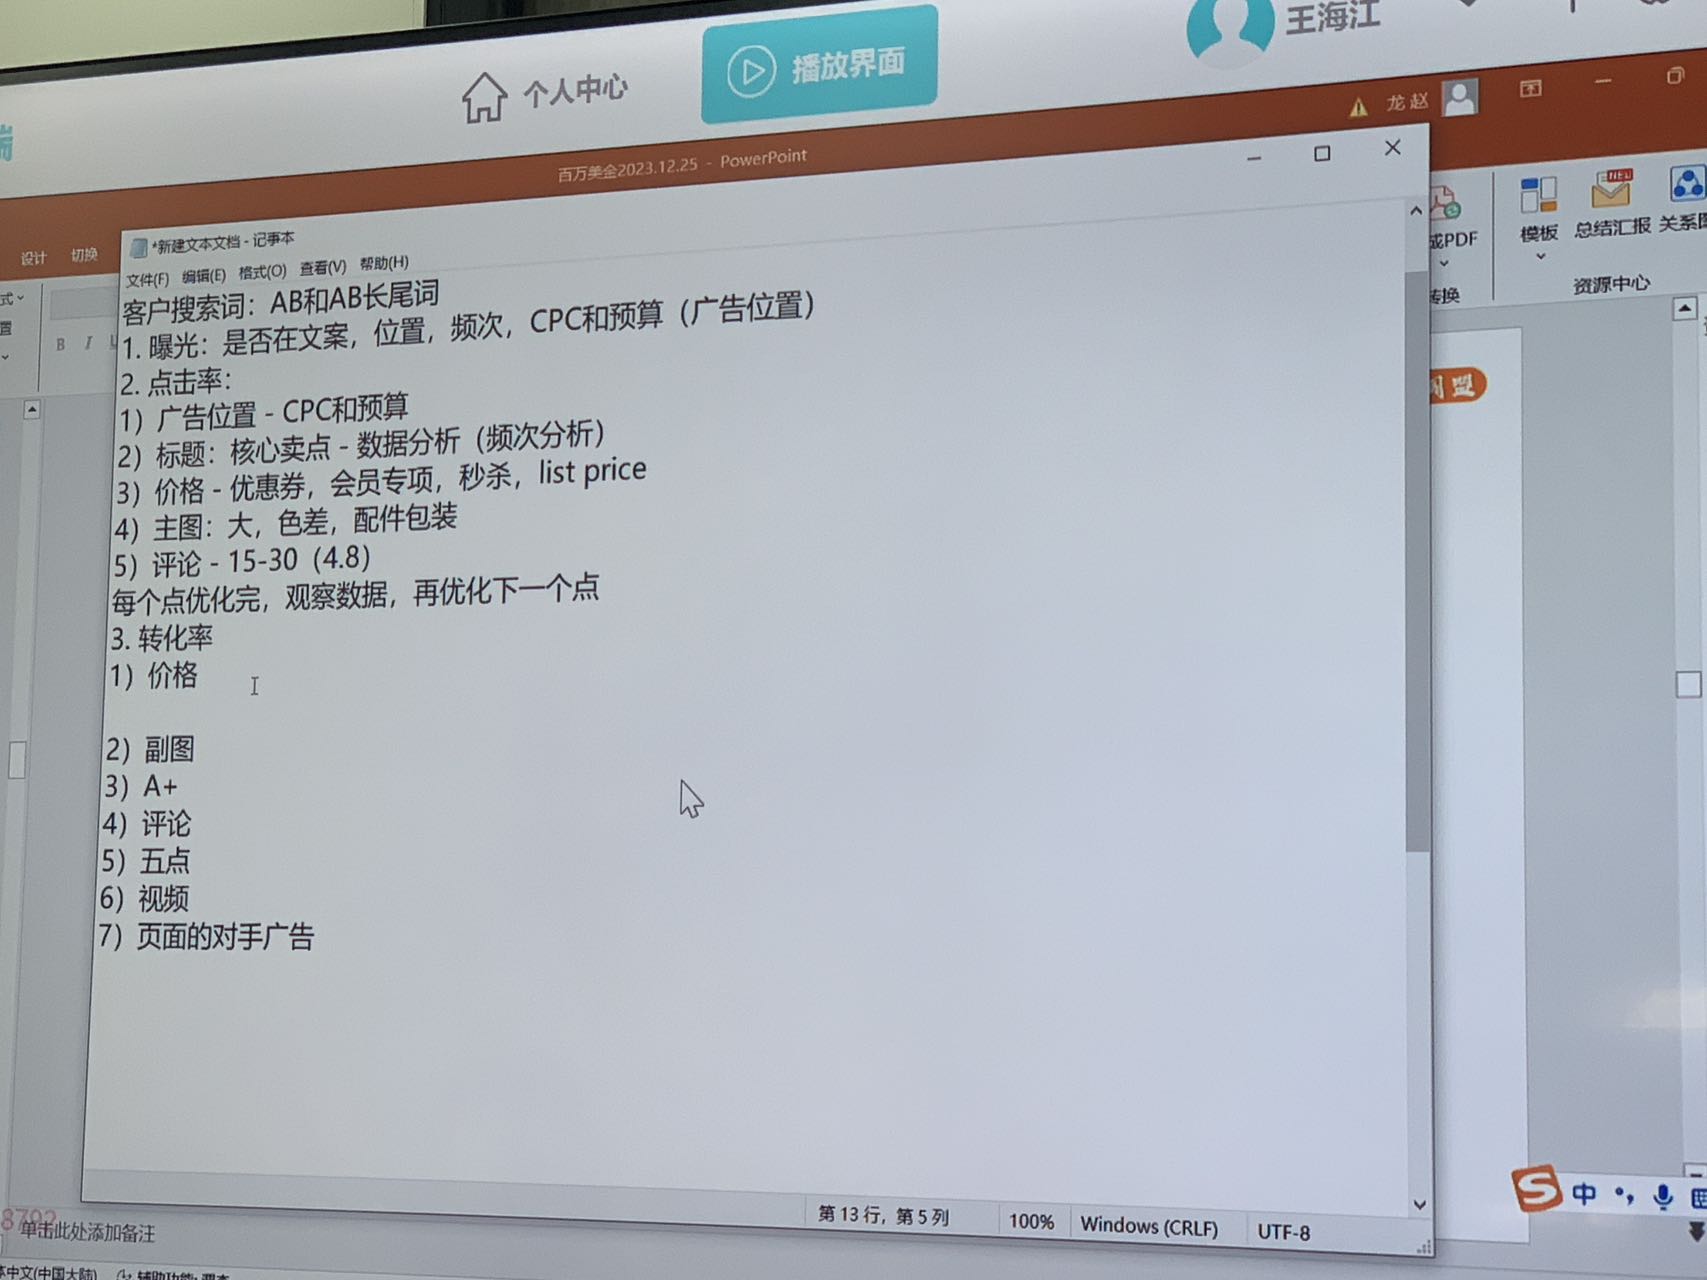 个人中心
播放界面
王海江
百万美金2023.12.25 - PowerPoint
龙 赵
设计 切换
*新建文本文档 - 记事本
文件(F) 编辑(E) 格式(O) 查看(V) 帮助(H)
客户搜索词：AB和AB长尾词
1. 曝光：是否在文案，位置，频次，CPC和预算（广告位置）
2. 点击率：
1）广告位置 - CPC和预算
2）标题：核心卖点 - 数据分析（频次分析）
3）价格 - 优惠券，会员专项，秒杀，list price
4）主图：大，色差，配件包装
5）评论 - 15-30（4.8）
每个点优化完，观察数据，再优化下一个点
3. 转化率
1）价格
2）副图
3）A+
4）评论
5）五点
6）视频
7）页面的对手广告
B I
PDF
转换
模板
NEW
总结汇报
关系图
资源中心
盟
第 13 行，第 5 列
100%
Windows (CRLF)
UTF-8
S 中
8792
单击此处添加备注
中文(中国大陆)